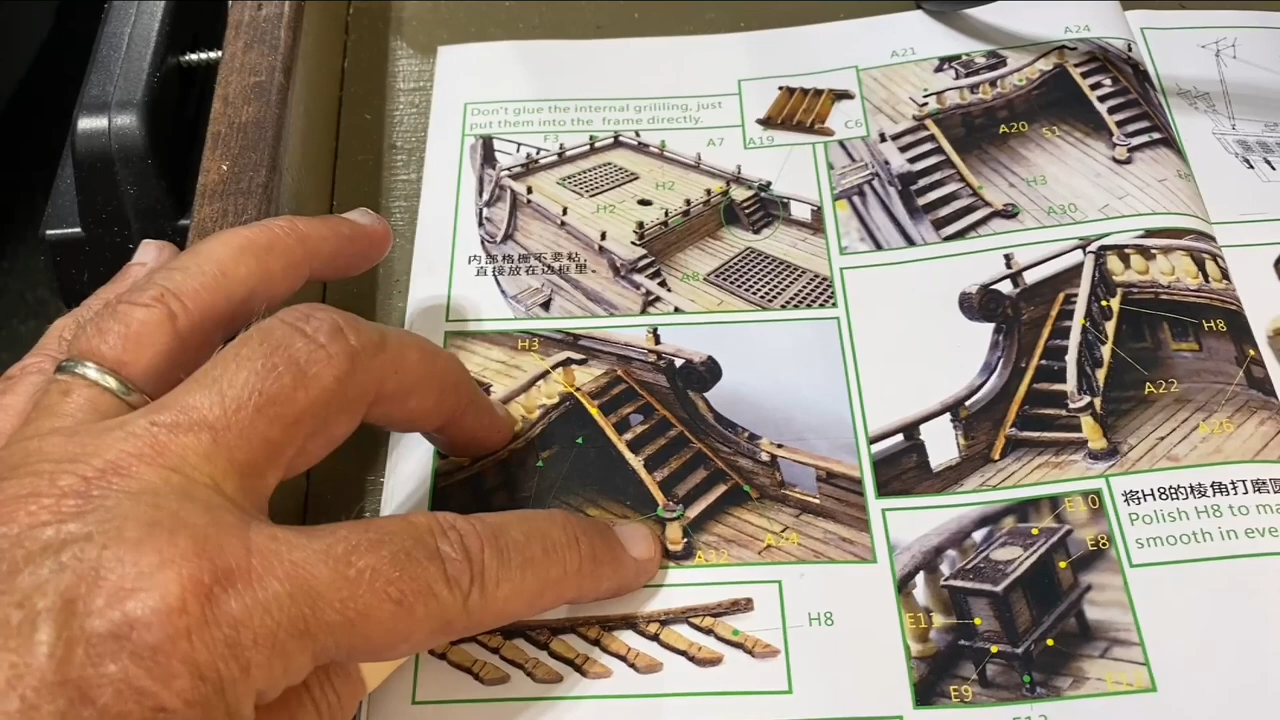 Don't glue the internal grililing, just
put them into the frame directly.
C6
A21
A24
A20
S1
H3
A30
E3
A7
A19
H2
H2
A8
内部格栅不要粘，
直接放在边框里。
H3
A32
A24
H8
A22
A26
H8
将H8的棱角打磨圆
Polish H8 to ma
smooth in eve
E10
E8
E11
E9